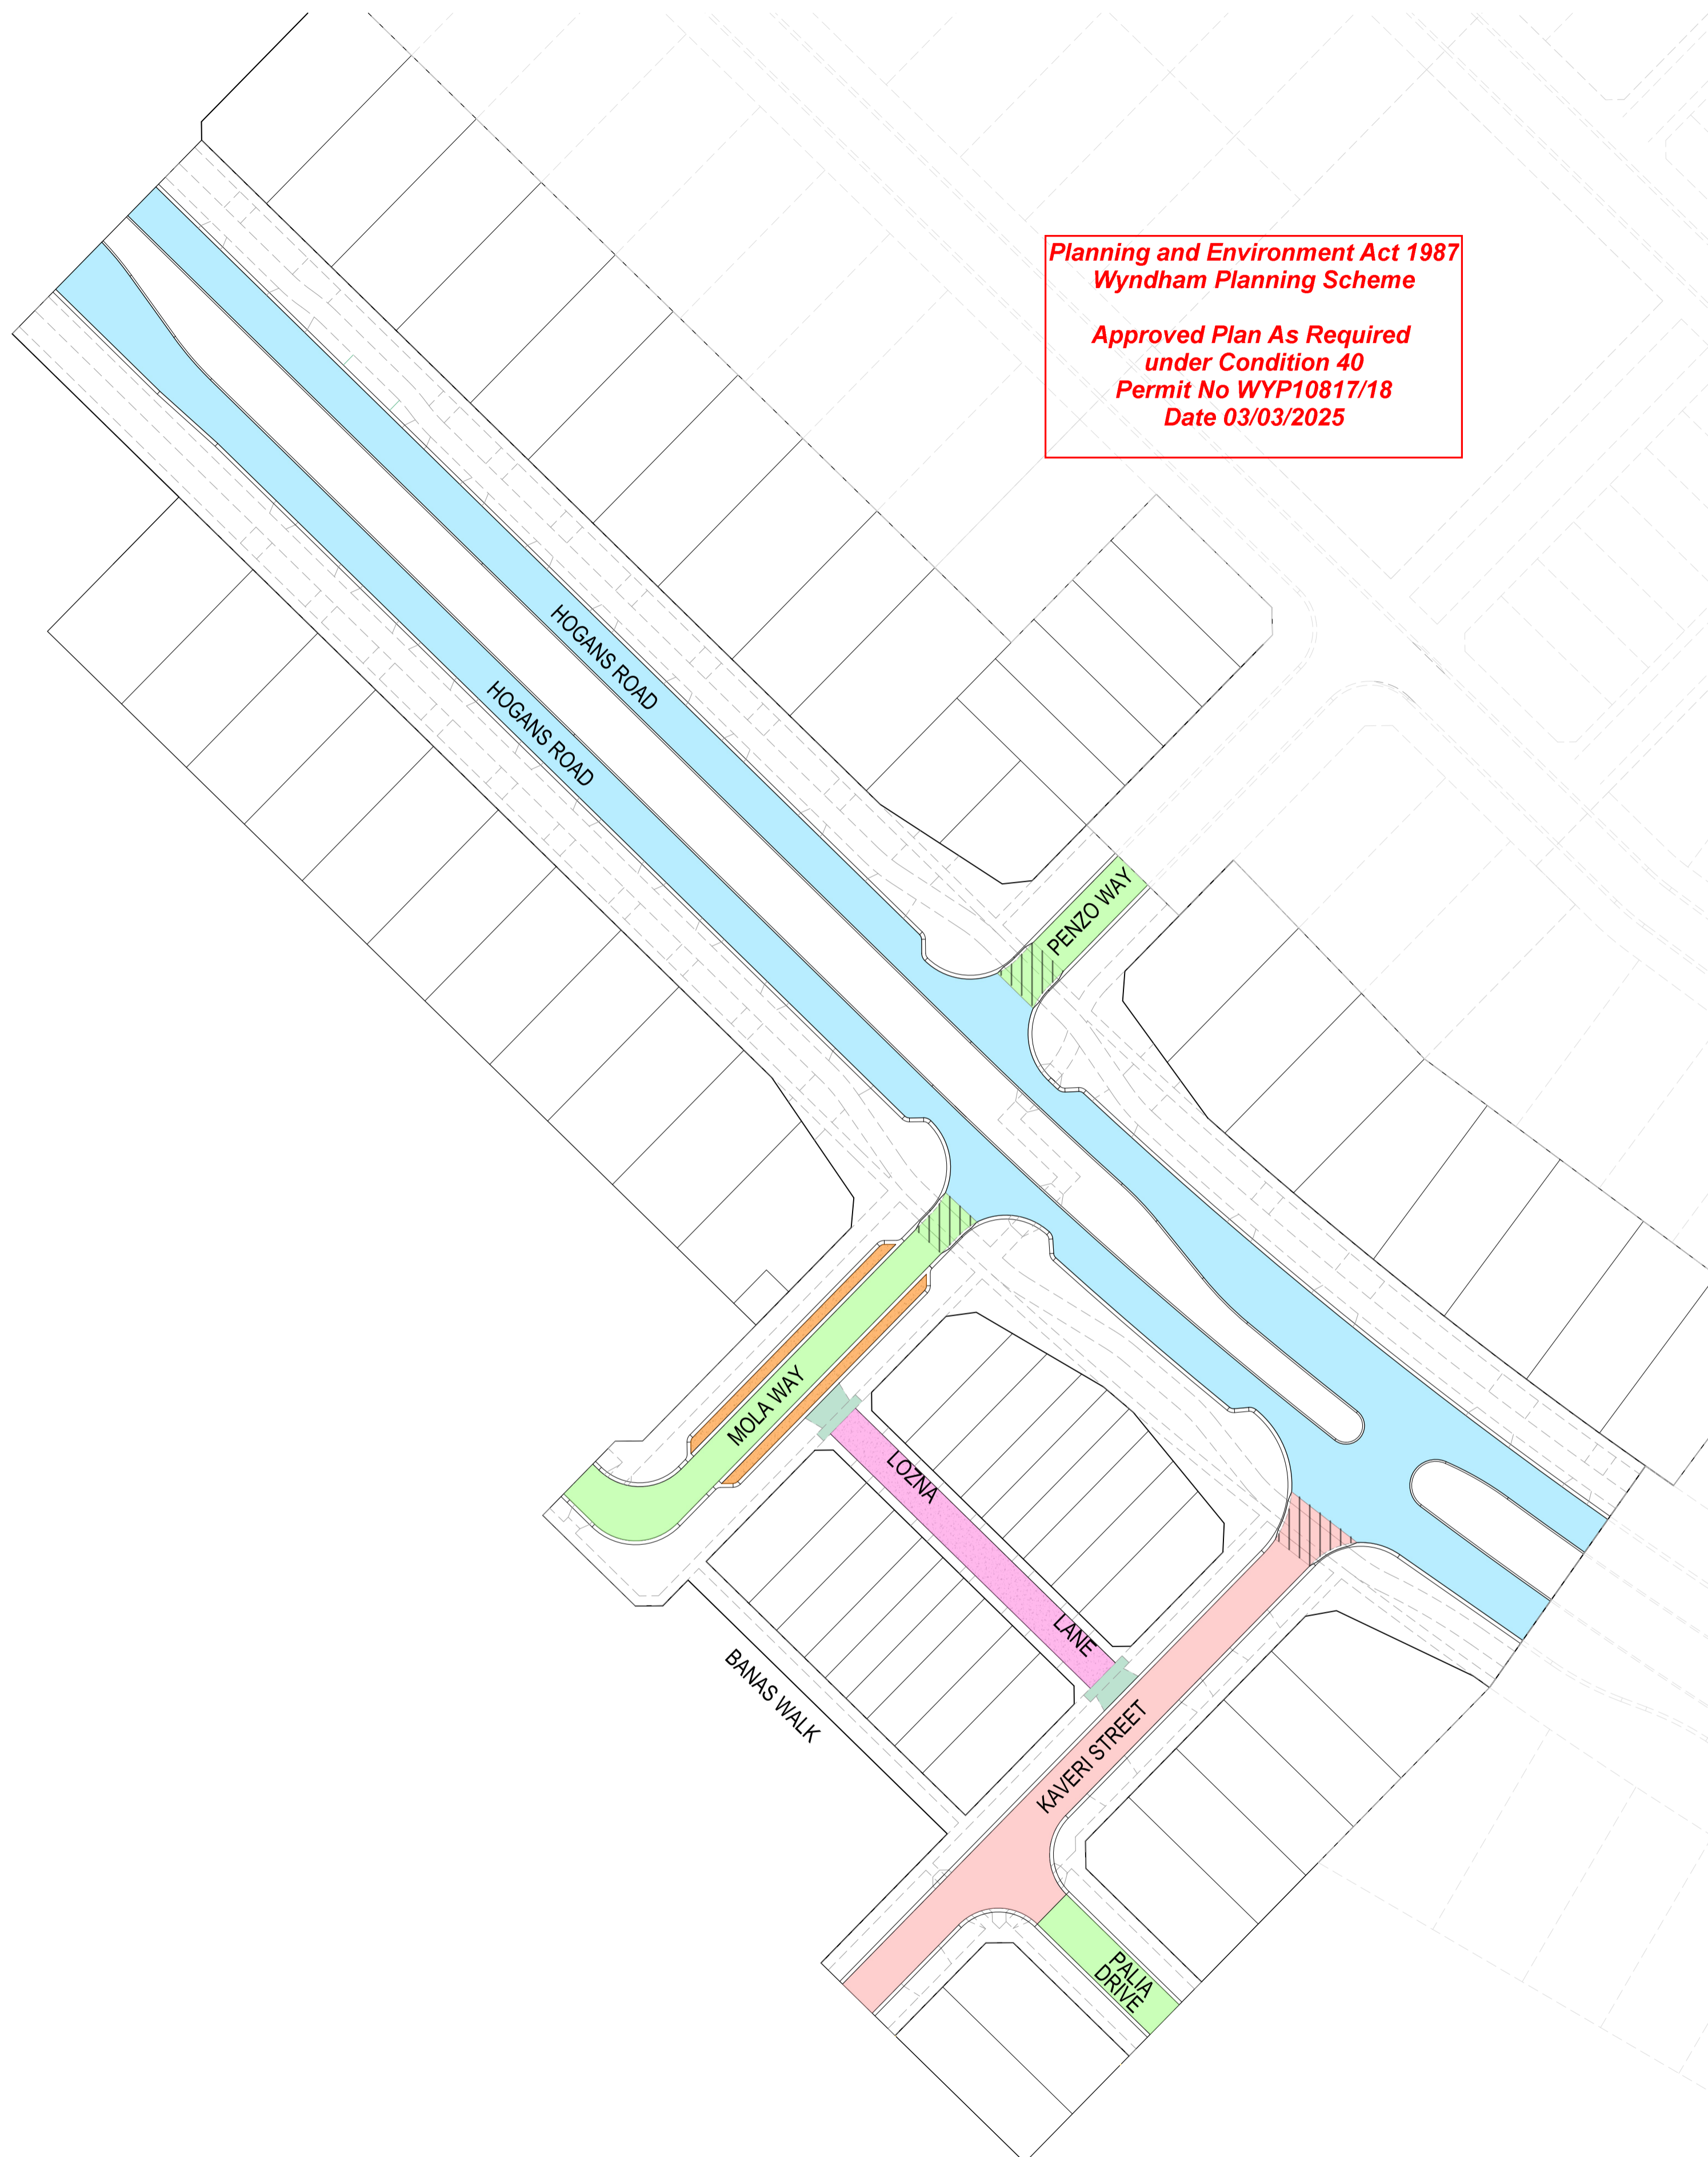 Planning and Environment Act 1987
Wyndham Planning Scheme
Approved Plan As Required
under Condition 40
Permit No WYP10817/18
Date 03/03/2025
HOGANS ROAD
HOGANS ROAD
PENZO WAY
MOLA WAY
LOZNA
LANE
BANAS WALK
KAVERI STREET
PALIA
DRIVE